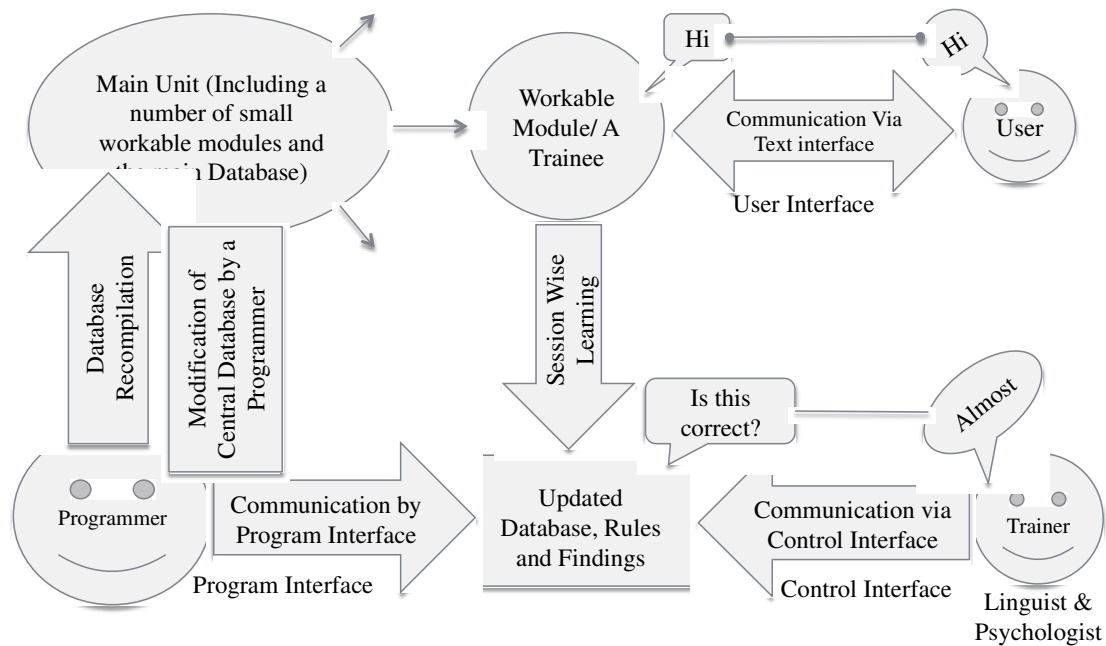 Main Unit (Including a
number of small
workable modules and
the main Database)
Workable
Module/ A
Trainee
Hi
Hi
Communication Via
Text interface
User
User Interface
Database
Recompilation
Modification of
Central Database by a
Programmer
Session Wise
Learning
Is this
correct?
Almost
Programmer
Communication by
Program Interface
Program Interface
Updated
Database, Rules
and Findings
Communication via
Control Interface
Control Interface
Trainer
Linguist &
Psychologist